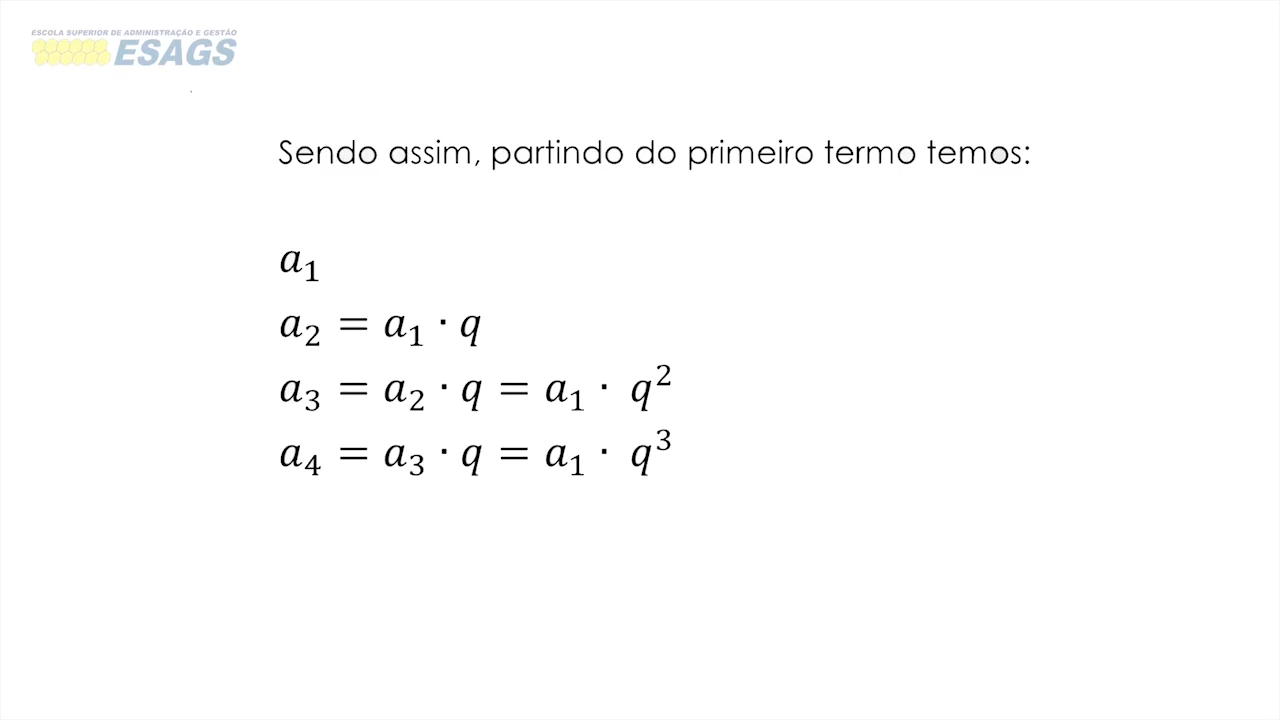 ESCOLA SUPERIOR DE ADMINISTRAÇÃO E GESTÃO
ESAGS
Sendo assim, partindo do primeiro termo temos:
a₁
a₂ = a₁ · q
a₃ = a₂ · q = a₁ · q²
a₄ = a₃ · q = a₁ · q³